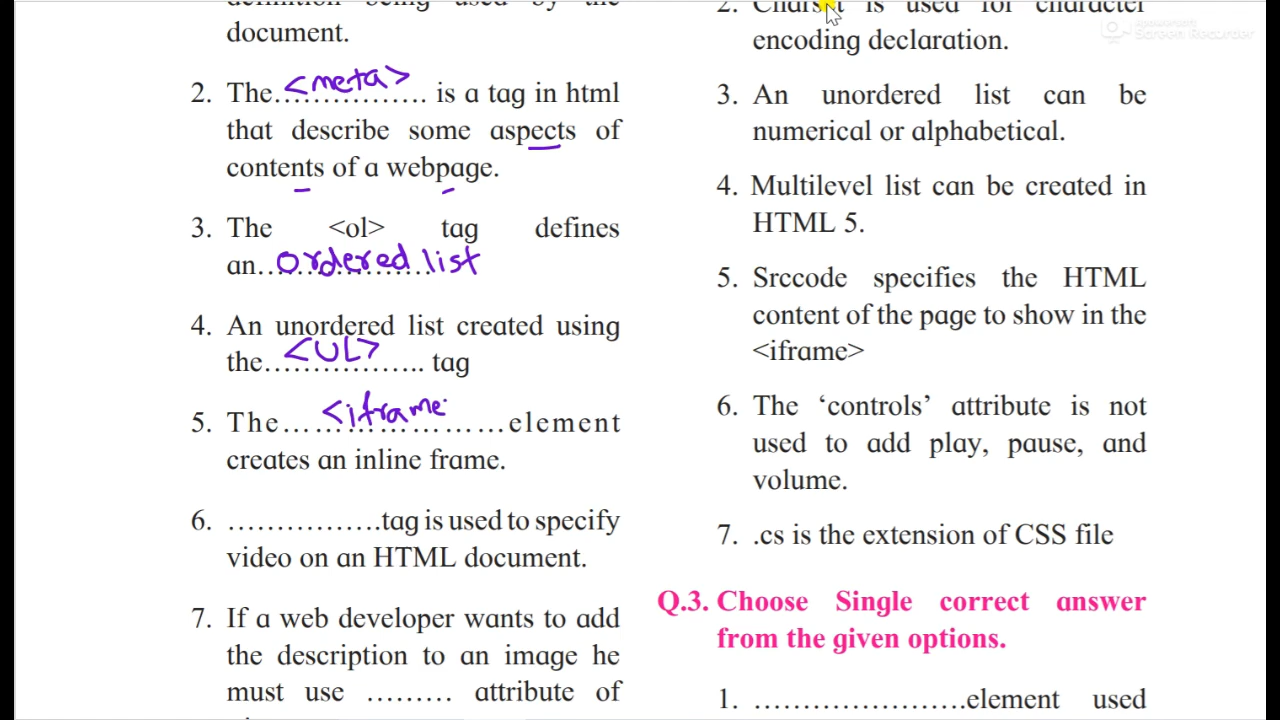 document.
2. The <meta> ................ is a tag in html
that describe some aspects of
contents of a webpage.
3. The <ol> tag defines
an.................. ordered list
4. An unordered list created using
the <UL> ................ tag
5. The <iframe ..................... element
creates an inline frame.
6. ................tag is used to specify
video on an HTML document.
7. If a web developer wants to add
the description to an image he
must use ......... attribute of
2. Charset is used for character
encoding declaration.
3. An unordered list can be
numerical or alphabetical.
4. Multilevel list can be created in
HTML 5.
5. Srccode specifies the HTML
content of the page to show in the
<iframe>
6. The ‘controls’ attribute is not
used to add play, pause, and
volume.
7. .cs is the extension of CSS file
Q.3. Choose Single correct answer
from the given options.
1. ......................element used
Apowersoft
Screen Recorder